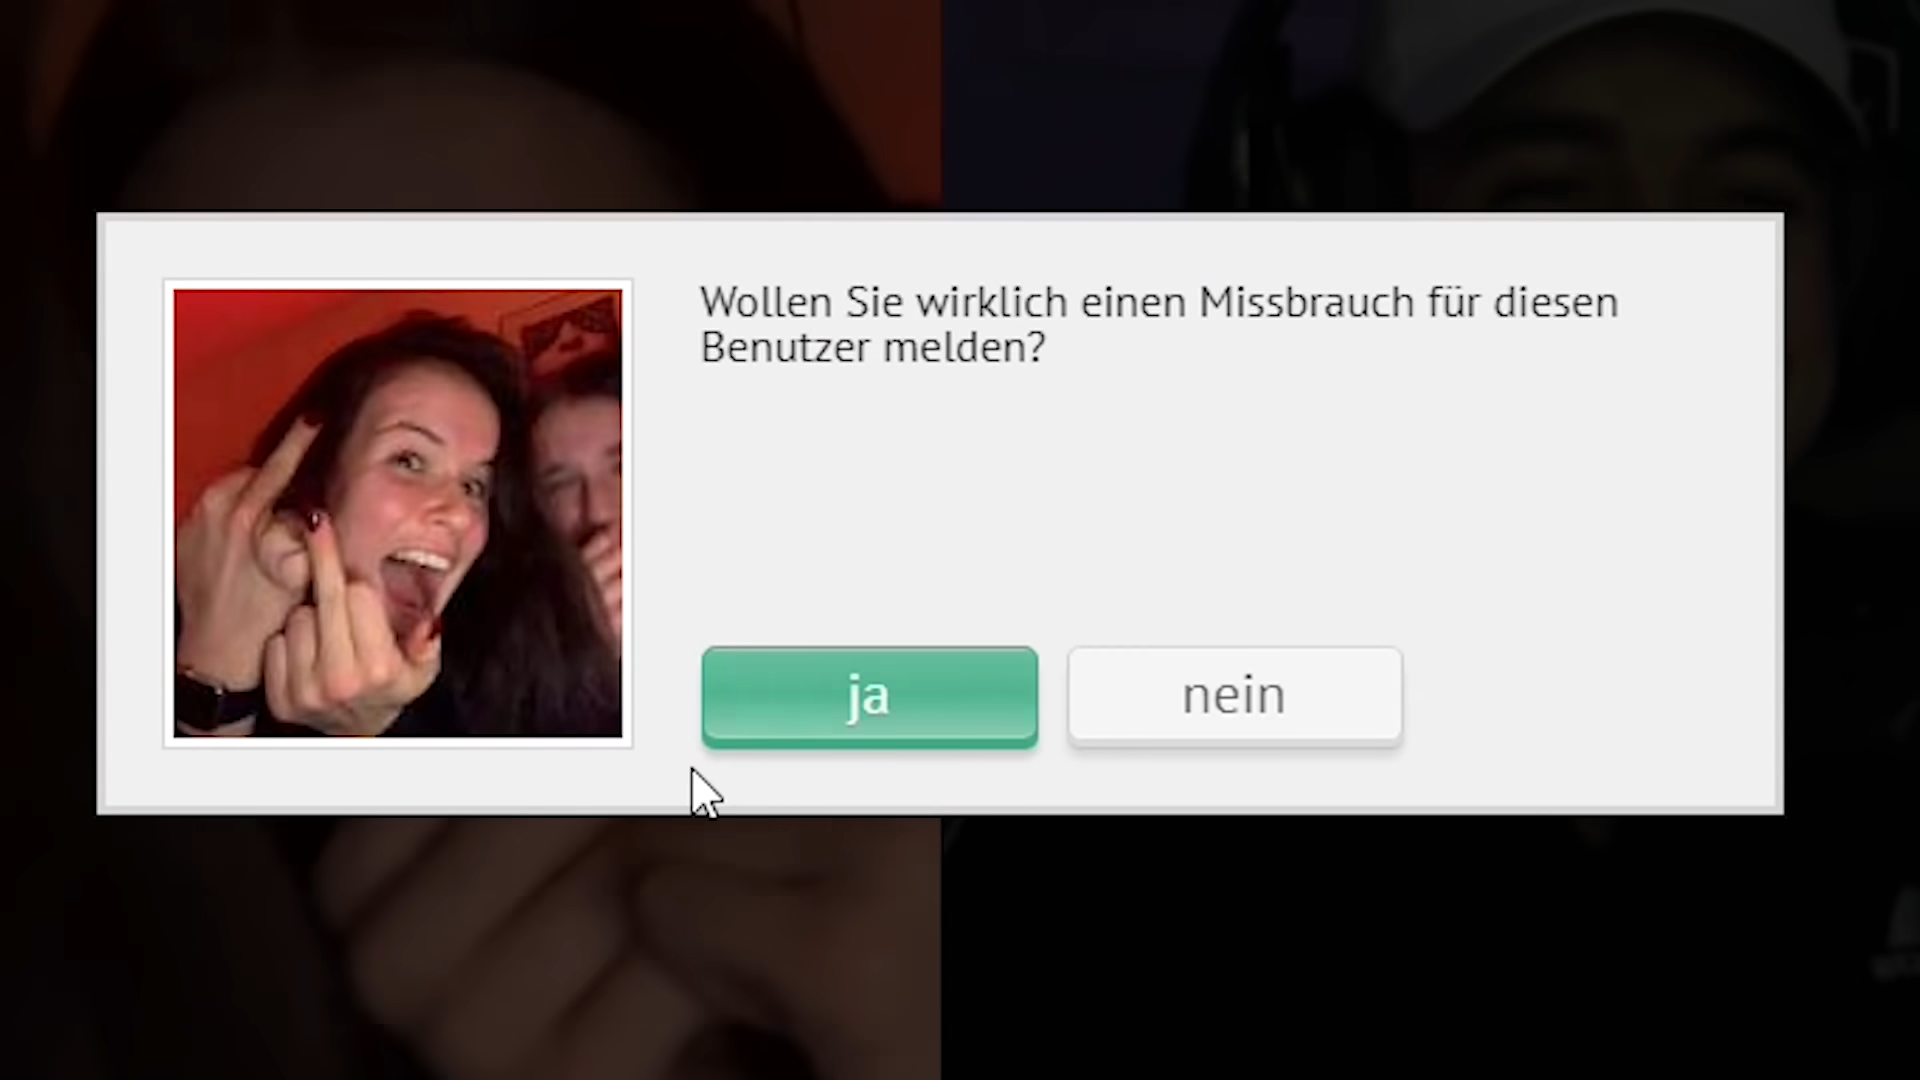 Wollen Sie wirklich einen Missbrauch für diesen
Benutzer melden?
ja
nein